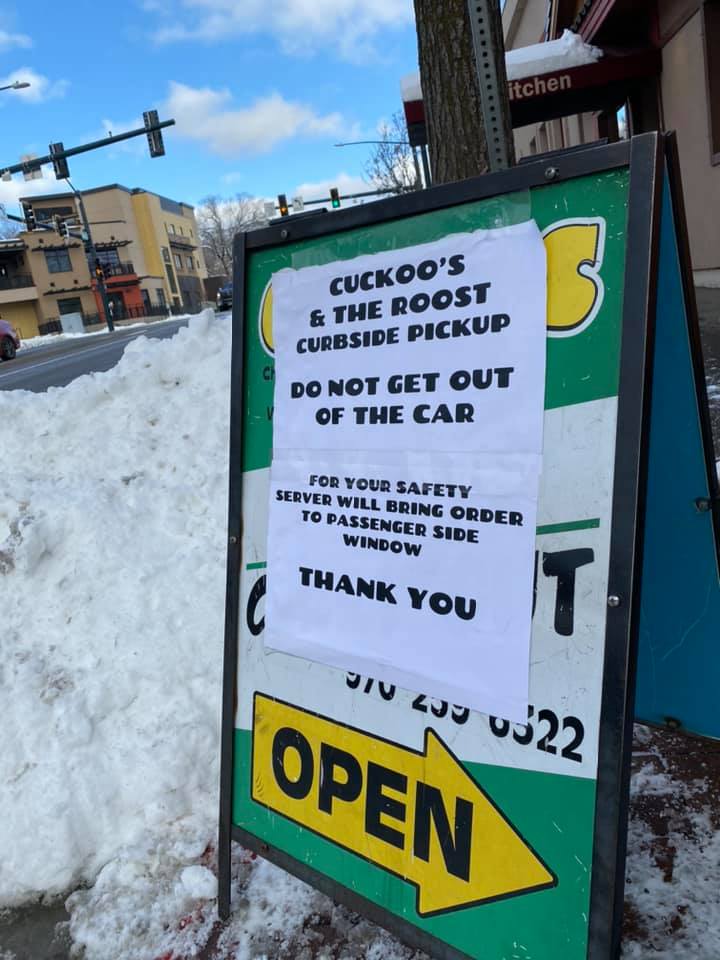 itchen
CUCKOO'S
& THE ROOST
CURBSIDE PICKUP
DO NOT GET OUT
OF THE CAR
FOR YOUR SAFETY
SERVER WILL BRING ORDER
TO PASSENGER SIDE
WINDOW
THANK YOU
970 259 6322
OPEN